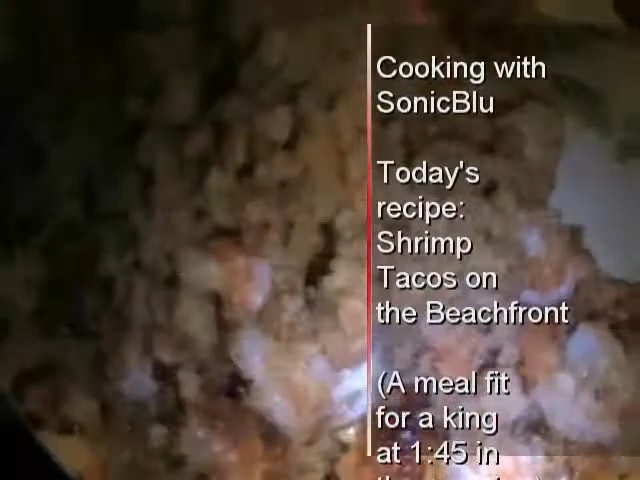 Cooking with
SonicBlu
Today's
recipe:
Shrimp
Tacos on
the Beachfront
(A meal fit
for a king
at 1:45 in